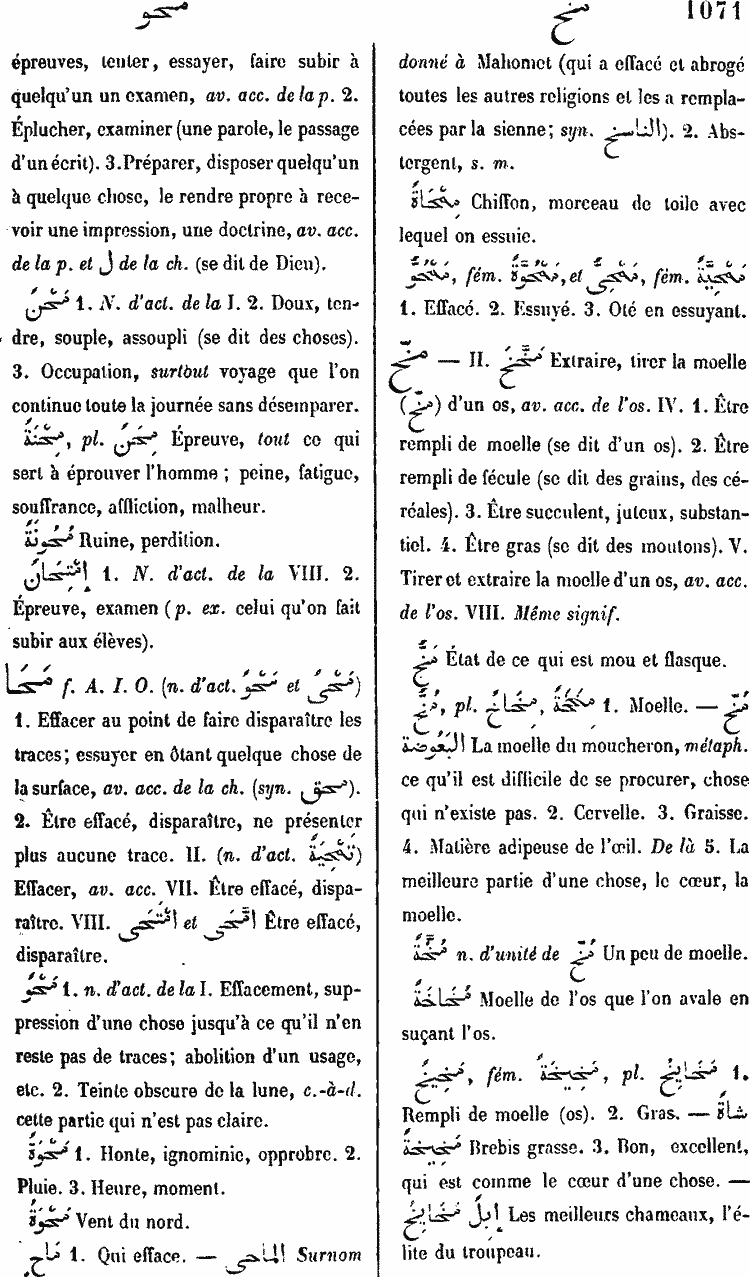 محو
مخ
1071
épreuves, tenter, essayer, faire subir à
quelqu'un un examen, av. acc. de la p. 2.
Éplucher, examiner (une parole, le passage
d'un écrit). 3. Préparer, disposer quelqu'un
à quelque chose, le rendre propre à rece-
voir une impression, une doctrine, av. acc.
de la p. et ل de la ch. (se dit de Dieu).
مَحْنٌ 1. N. d'act. de la I. 2. Doux, ten-
dre, souple, assoupli (se dit des choses).
3. Occupation, surtout voyage que l'on
continue toute la journée sans désemparer.
مِحْنَةٌ, pl. مِحَنٌ Épreuve, tout ce qui
sert à éprouver l'homme ; peine, fatigue,
souffrance, affliction, malheur.
مُحُونَةٌ Ruine, perdition.
إِمْتِحَانٌ 1. N. d'act. de la VIII. 2.
Épreuve, examen (p. ex. celui qu'on fait
subir aux élèves).
مَحَا f. A. I. O. (n. d'act. مَحْوٌ et مَحْىٌ)
1. Effacer au point de faire disparaître les
traces; essuyer en ôtant quelque chose de
la surface, av. acc. de la ch. (syn. محق).
2. Être effacé, disparaître, ne présenter
plus aucune trace. II. (n. d'act. تَمْحِيَةٌ)
Effacer, av. acc. VII. Être effacé, dispa-
raître. VIII. اِمْتَحَى et اِمَّحَى Être effacé,
disparaître.
مَحْوٌ 1. n. d'act. de la I. Effacement, sup-
pression d'une chose jusqu'à ce qu'il n'en
reste pas de traces; abolition d'un usage,
etc. 2. Teinte obscure de la lune, c.-à-d.
cette partie qui n'est pas claire.
مَحْوَةٌ 1. Honte, ignominie, opprobre. 2.
Pluie. 3. Heure, moment.
مَحْوَةُ Vent du nord.
مَاحٍ 1. Qui efface. — الماحى Surnom
donné à Mahomet (qui a effacé et abrogé
toutes les autres religions et les a rempla-
cées par la sienne; syn. الناسخ). 2. Abs-
tergent, s. m.
مِمْحَاةٌ Chiffon, morceau de toile avec
lequel on essuie.
مَمْحُوٌّ, fém. مَمْحُوَّةٌ, et مَمْحِىٌّ, fém. مَمْحِيَّةٌ
1. Effacé. 2. Essuyé. 3. Oté en essuyant.
مخّ — II. مَخَّخَ Extraire, tirer la moelle
(مخّ) d'un os, av. acc. de l'os. IV. 1. Être
rempli de moelle (se dit d'un os). 2. Être
rempli de fécule (se dit des grains, des cé-
réales). 3. Être succulent, juteux, substan-
tiel. 4. Être gras (se dit des moutons). V.
Tirer et extraire la moelle d'un os, av. acc.
de l'os. VIII. Même signif.
مَخٌّ État de ce qui est mou et flasque.
مُخٌّ, pl. مِخَاخٌ, مِخَخَةٌ 1. Moelle. — مُخُّ
البَعُوضَة La moelle du moucheron, métaph.
ce qu'il est difficile de se procurer, chose
qui n'existe pas. 2. Cervelle. 3. Graisse.
4. Matière adipeuse de l'œil. De là 5. La
meilleure partie d'une chose, le cœur, la
moelle.
مُخَّةٌ n. d'unité de مُخّ Un peu de moelle.
مُخَاخَةٌ Moelle de l'os que l'on avale en
suçant l'os.
مَخِيخٌ, fém. مَخِيخَةٌ, pl. مَخَايِخُ 1.
Rempli de moelle (os). 2. Gras. — شَاةٌ
مَخِيخَةٌ Brebis grasse. 3. Bon, excellent,
qui est comme le cœur d'une chose. —
إِبِلٌ مَخَايِخُ Les meilleurs chameaux, l'é-
lite du troupeau.